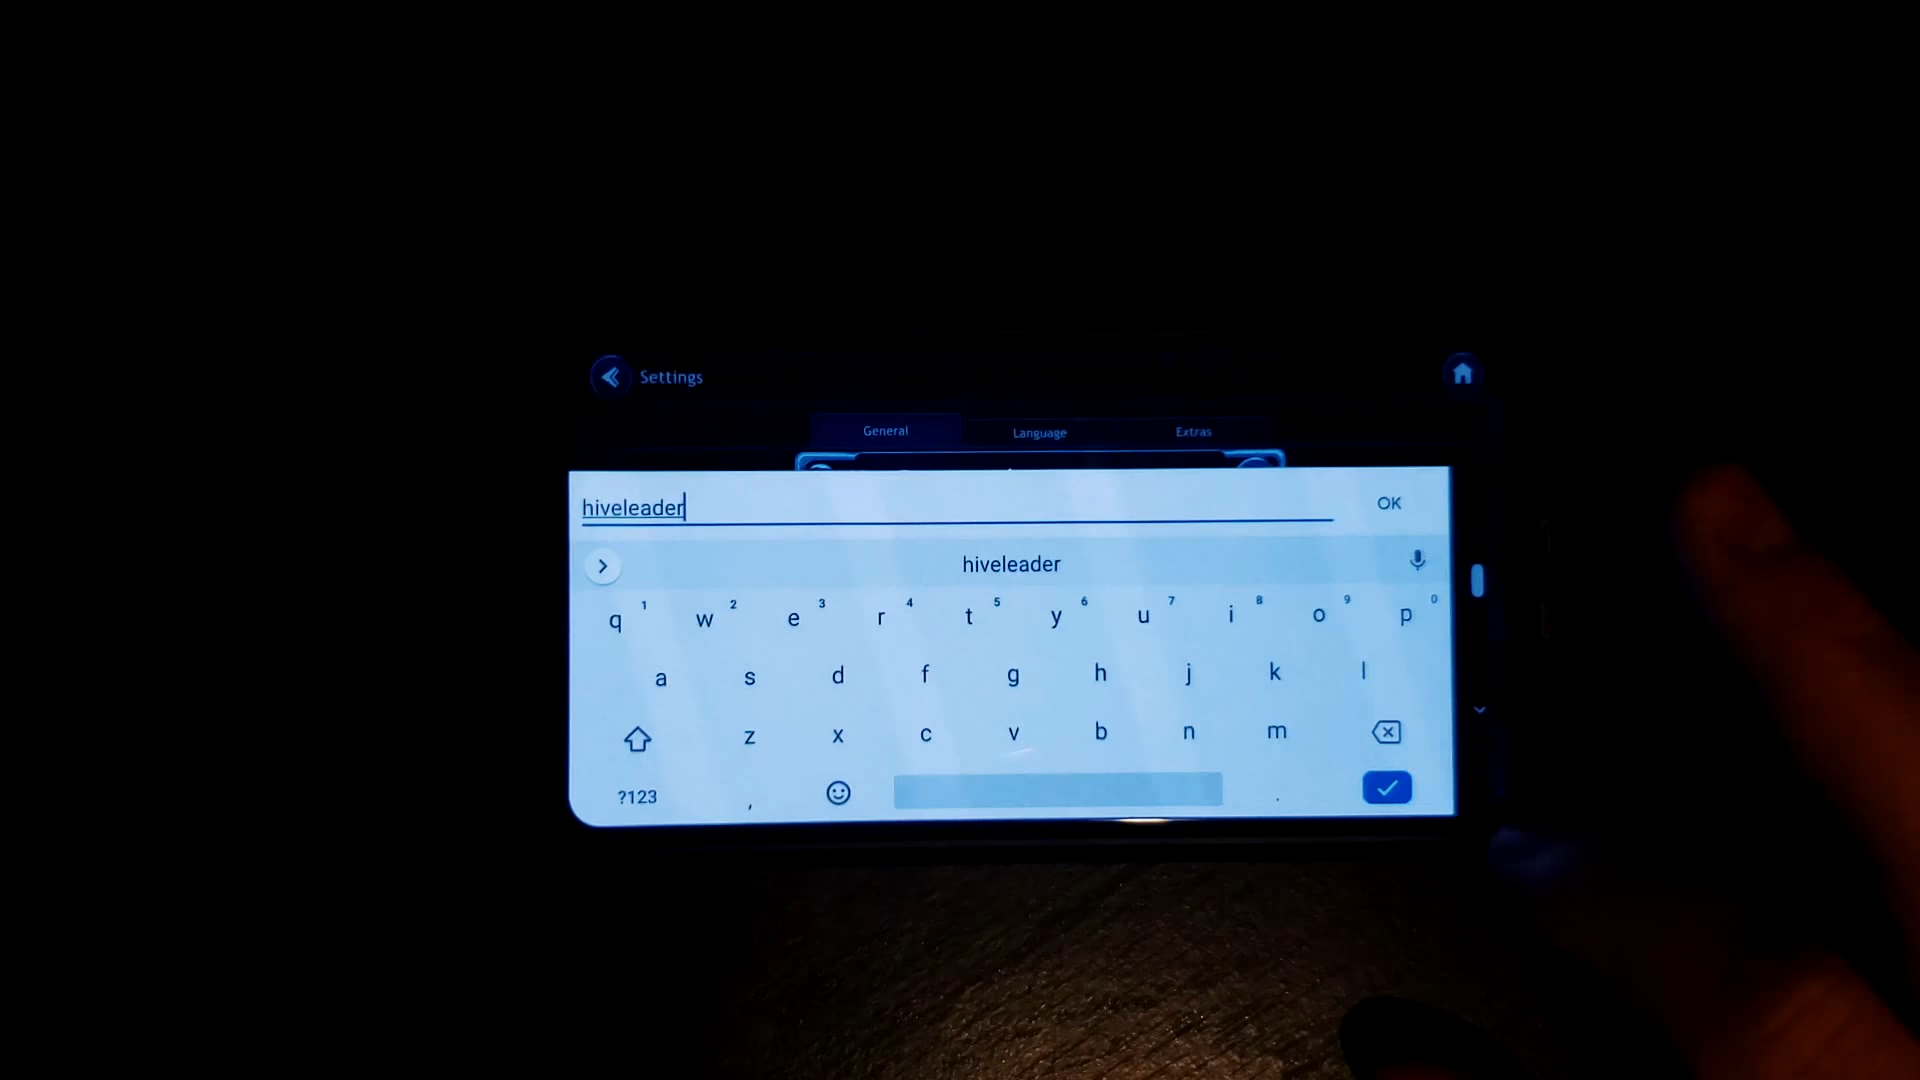 Settings
General Language Extras
hiveleader OK
hiveleader
q 1 w 2 e 3 r 4 t 5 y 6 u 7 i 8 o 9 p 0
a s d f g h j k l
z x c v b n m
?123 , .